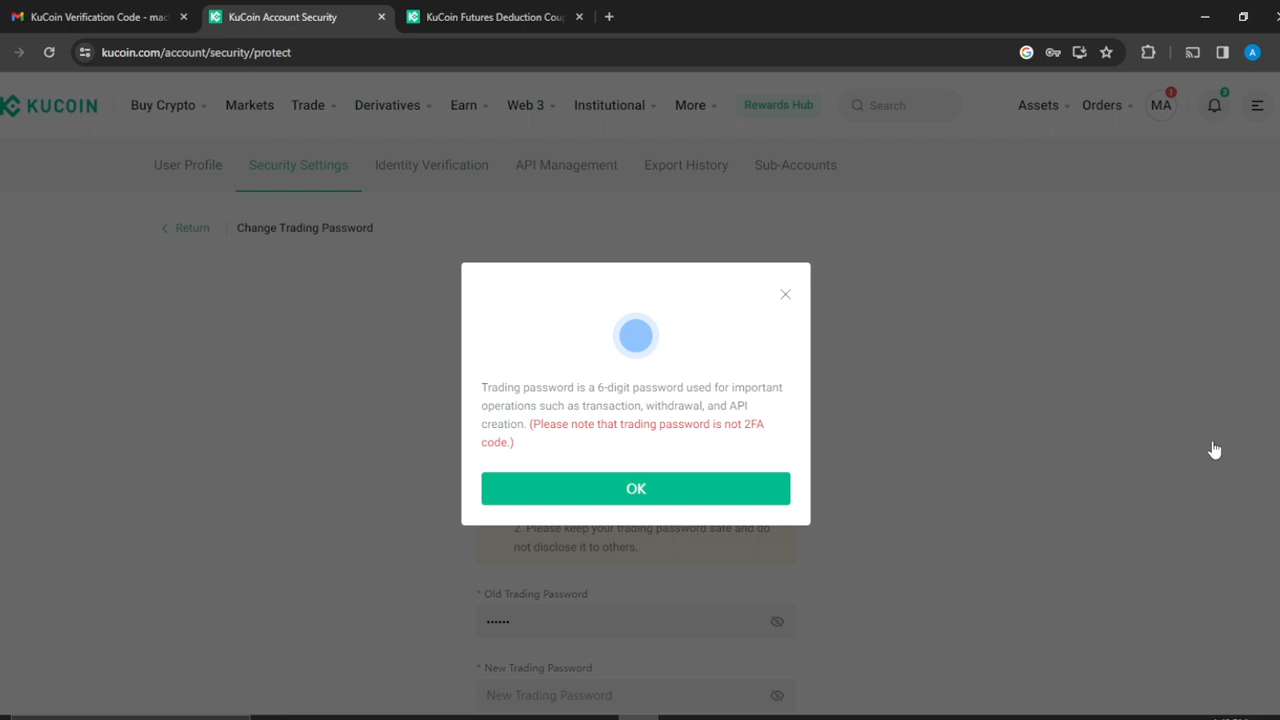 KuCoin Verification Code - mac
KuCoin Account Security
KuCoin Futures Deduction Cou
kucoin.com/account/security/protect
A
KUCOIN
Buy Crypto
Markets
Trade
Derivatives
Earn
Web 3
Institutional
More
Rewards Hub
Search
Assets
Orders
MA
!
3
User Profile
Security Settings
Identity Verification
API Management
Export History
Sub-Accounts
Return
Change Trading Password
Trading password is a 6-digit password used for important
operations such as transaction, withdrawal, and API
creation. (Please note that trading password is not 2FA
code.)
OK
2. Please keep your trading password safe and do
not disclose it to others.
* Old Trading Password
••••••
* New Trading Password
New Trading Password